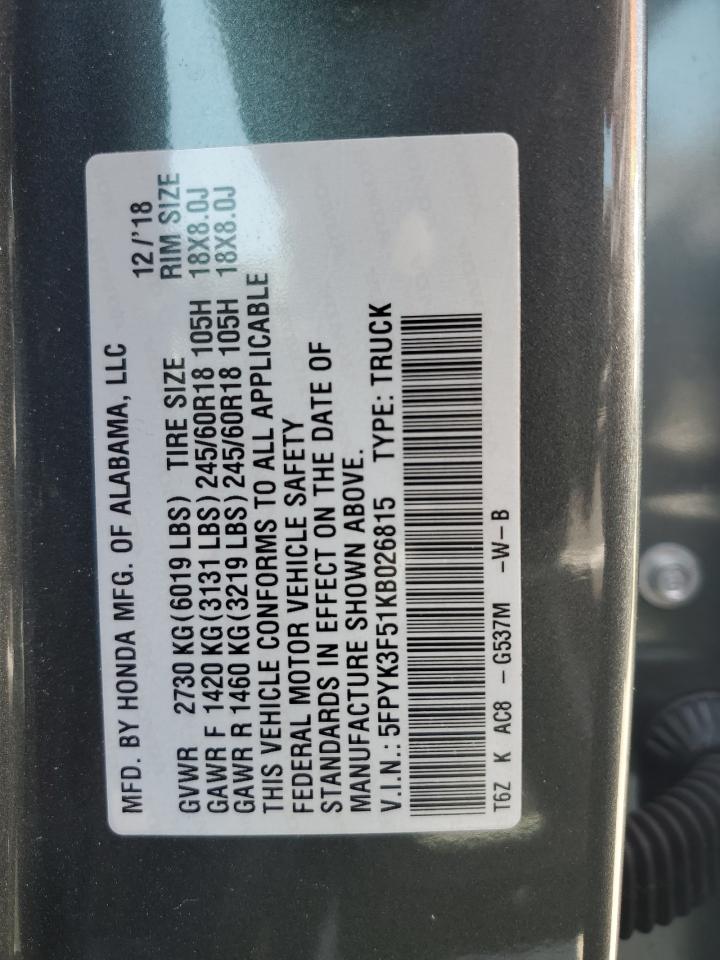 MFD. BY HONDA MFG. OF ALABAMA, LLC 12/'18
GVWR 2730 KG(6019 LBS) TIRE SIZE RIM SIZE
GAWR F 1420 KG(3131 LBS) 245/60R18 105H 18X8.0J
GAWR R 1460 KG(3219 LBS) 245/60R18 105H 18X8.0J
THIS VEHICLE CONFORMS TO ALL APPLICABLE
FEDERAL MOTOR VEHICLE SAFETY
STANDARDS IN EFFECT ON THE DATE OF
MANUFACTURE SHOWN ABOVE.
V.I.N.: 5FPYK3F51KB026815 TYPE: TRUCK
T6Z K AC8 - G537M -W-B